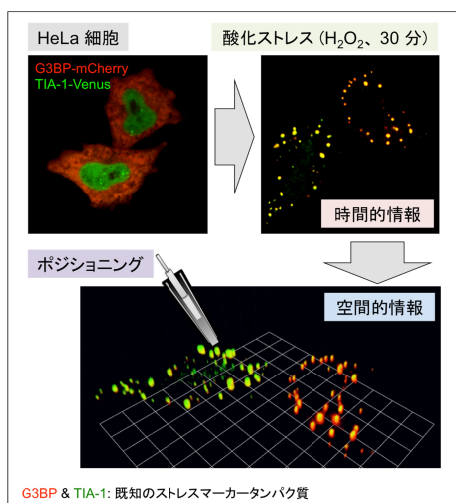 HeLa 細胞
酸化ストレス (H₂O₂、30 分)
G3BP-mCherry
TIA-1-Venus
時間的情報
ポジショニング
空間的情報
G3BP & TIA-1: 既知のストレスマーカータンパク質